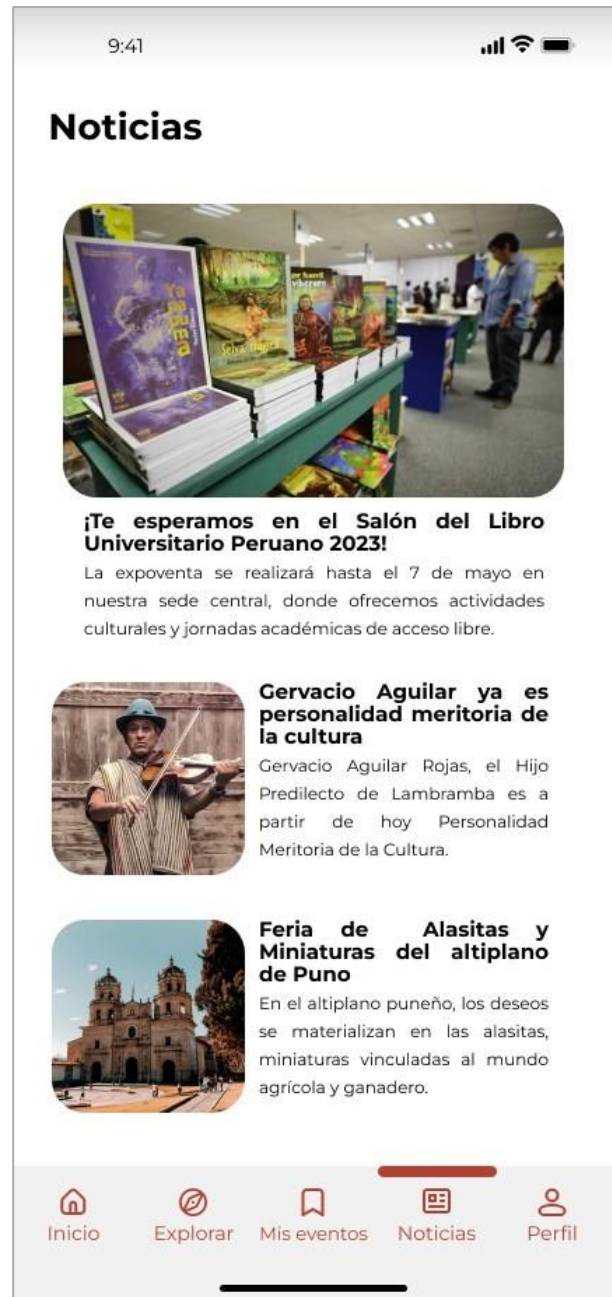 9:41
Noticias
Ya
Selva trágica
¡Te esperamos en el Salón del Libro
Universitario Peruano 2023!
La expoventa se realizará hasta el 7 de mayo en
nuestra sede central, donde ofrecemos actividades
culturales y jornadas académicas de acceso libre.
Gervacio Aguilar ya es
personalidad meritoria de
la cultura
Gervacio Aguilar Rojas, el Hijo
Predilecto de Lambramba es a
partir de hoy Personalidad
Meritoria de la Cultura.
Feria de Alasitas y
Miniaturas del altiplano
de Puno
En el altiplano puneño, los deseos
se materializan en las alasitas,
miniaturas vinculadas al mundo
agrícola y ganadero.
Inicio
Explorar
Mis eventos
Noticias
Perfil